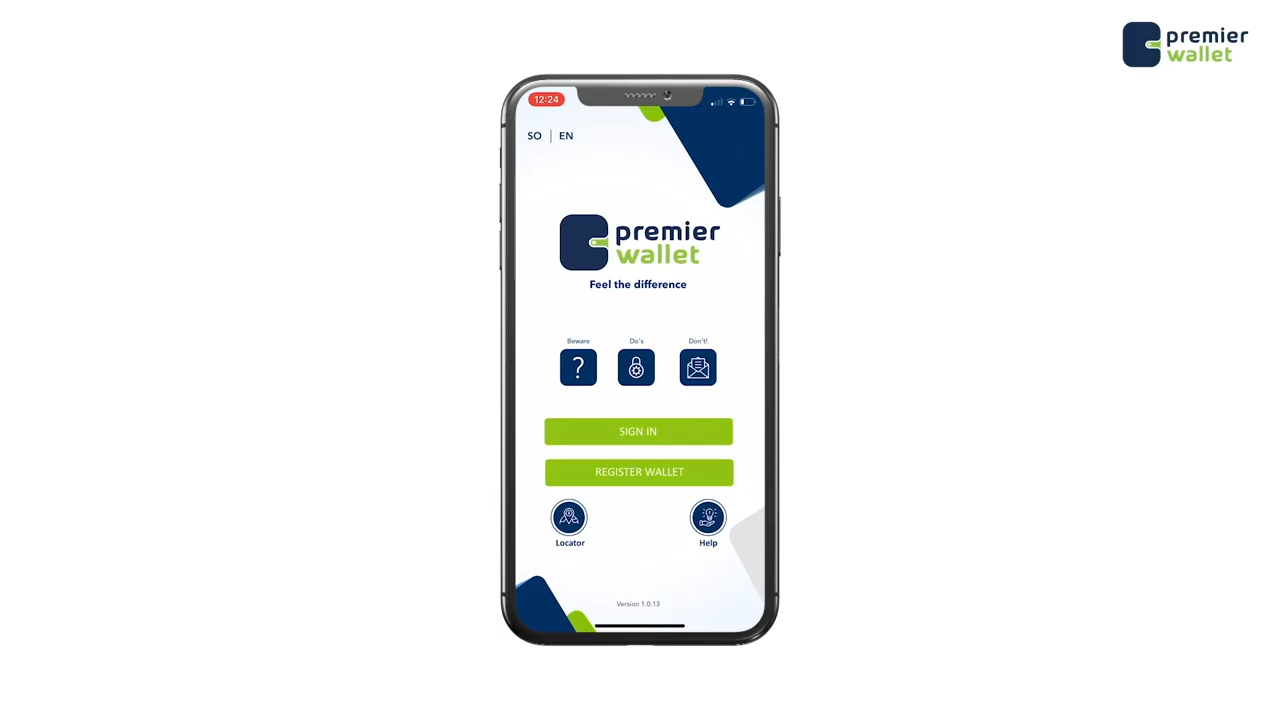 premier
wallet
12:24
SO | EN
premier
wallet
Feel the difference
Beware
Do's
Don't!
SIGN IN
REGISTER WALLET
Locator
Help
Version 1.0.13